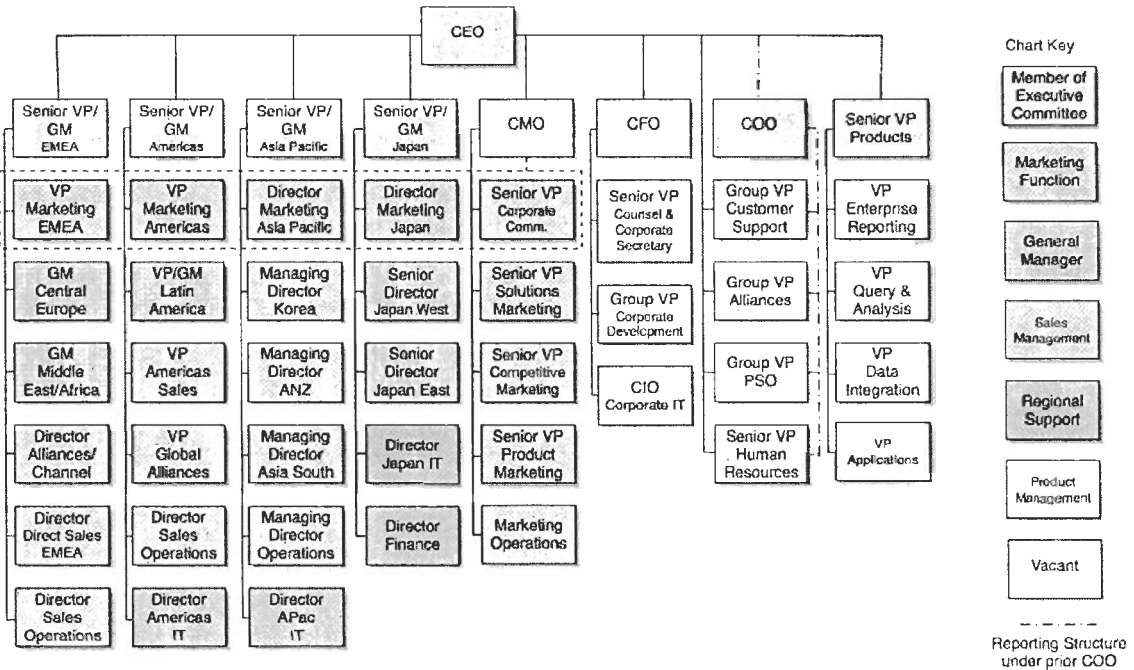 CEO
Senior VP/
GM
EMEA
VP
Marketing
EMEA
GM
Central
Europe
GM
Middle
East/Africa
Director
Alliances/
Channel
Director
Direct Sales
EMEA
Director
Sales
Operations
Senior VP/
GM
Americas
VP
Marketing
Americas
VP/GM
Latin
America
VP
Americas
Sales
VP
Global
Alliances
Director
Sales
Operations
Director
Americas
IT
Senior VP/
GM
Asia Pacific
Director
Marketing
Asia Pacific
Managing
Director
Korea
Managing
Director
ANZ
Managing
Director
Asia South
Managing
Director
Operations
Director
APac
IT
Senior VP/
GM
Japan
Director
Marketing
Japan
Senior
Director
Japan West
Senior
Director
Japan East
Director
Japan IT
Director
Finance
CMO
Senior VP
Corporate
Comm.
Senior VP
Solutions
Marketing
Senior VP
Competitive
Marketing
Senior VP
Product
Marketing
Marketing
Operations
CFO
Senior VP
Counsel &
Corporate
Secretary
Group VP
Corporate
Development
CIO
Corporate IT
COO
Group VP
Customer
Support
Group VP
Alliances
Group VP
PSO
Senior VP
Human
Resources
Senior VP
Products
VP
Enterprise
Reporting
VP
Query &
Analysis
VP
Data
Integration
VP
Applications
Chart Key
Member of
Executive
Committee
Marketing
Function
General
Manager
Sales
Management
Regional
Support
Product
Management
Vacant
Reporting Structure
under prior COO